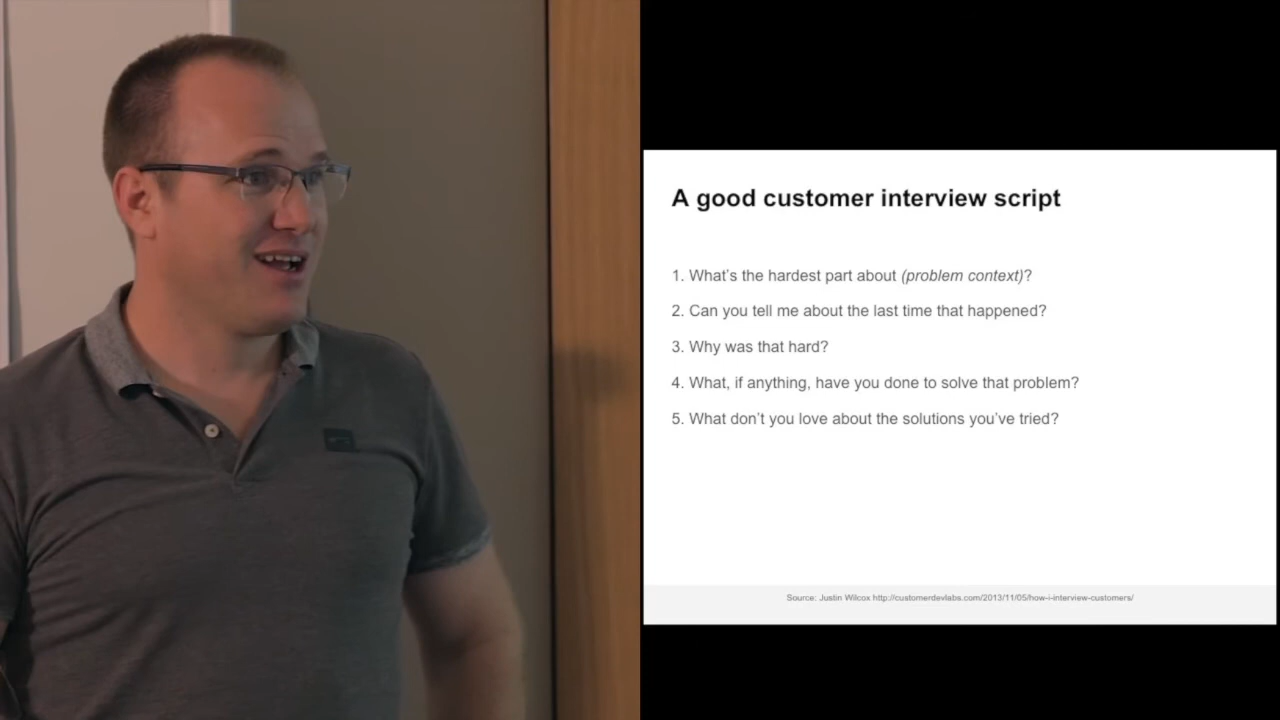 A good customer interview script
1. What's the hardest part about (problem context)?
2. Can you tell me about the last time that happened?
3. Why was that hard?
4. What, if anything, have you done to solve that problem?
5. What don't you love about the solutions you've tried?
Source: Justin Wilcox http://customerdevlabs.com/2013/11/05/how-i-interview-customers/